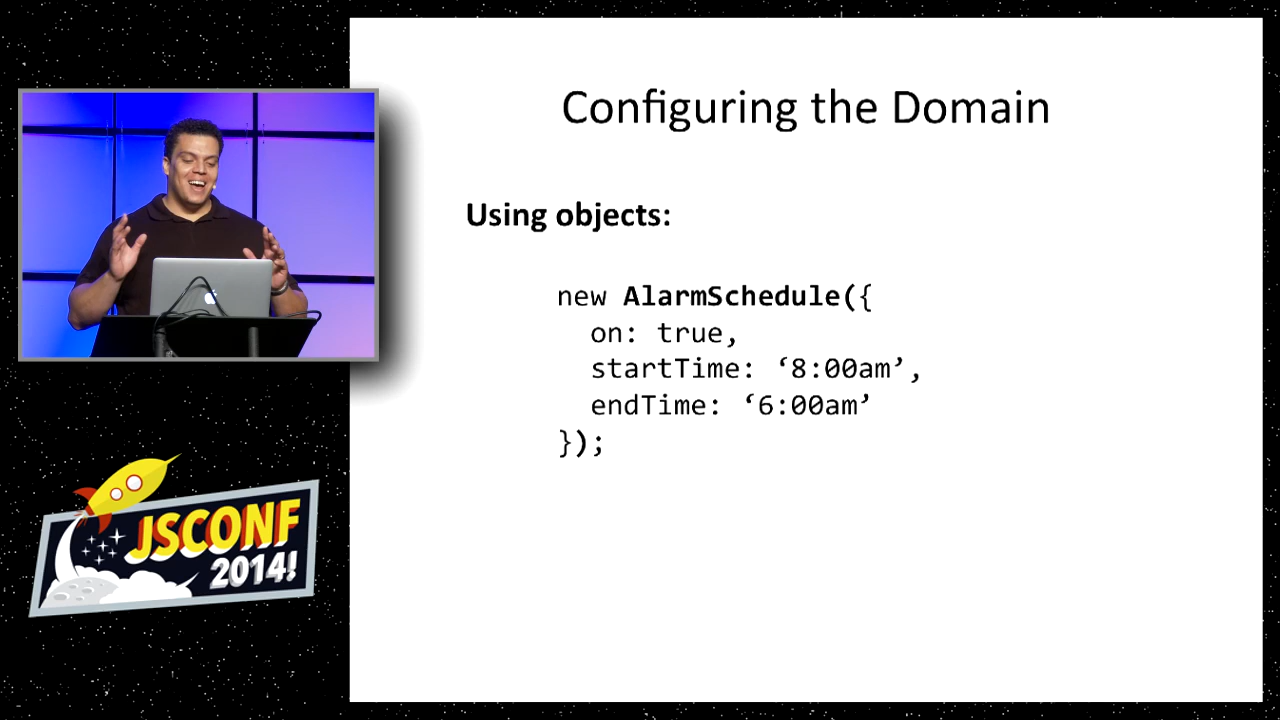 Configuring the Domain
Using objects:
new AlarmSchedule({
on: true,
startTime: ‘8:00am’,
endTime: ‘6:00am’
});
JSCONF
2014!